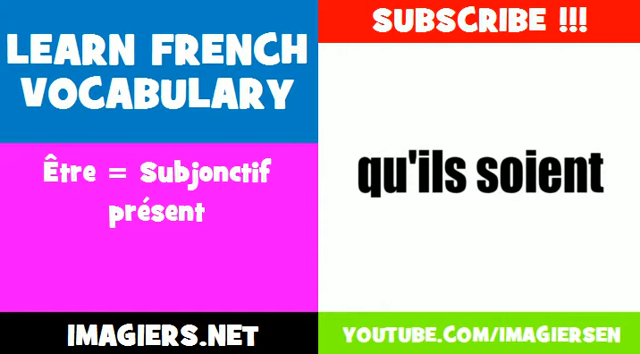 LEARN FRENCH
VOCABULARY
Être = Subjonctif
présent
IMAGIERS.NET
SUBSCRIBE !!!
qu'ils soient
YOUTUBE.COM/IMAGIERSEN